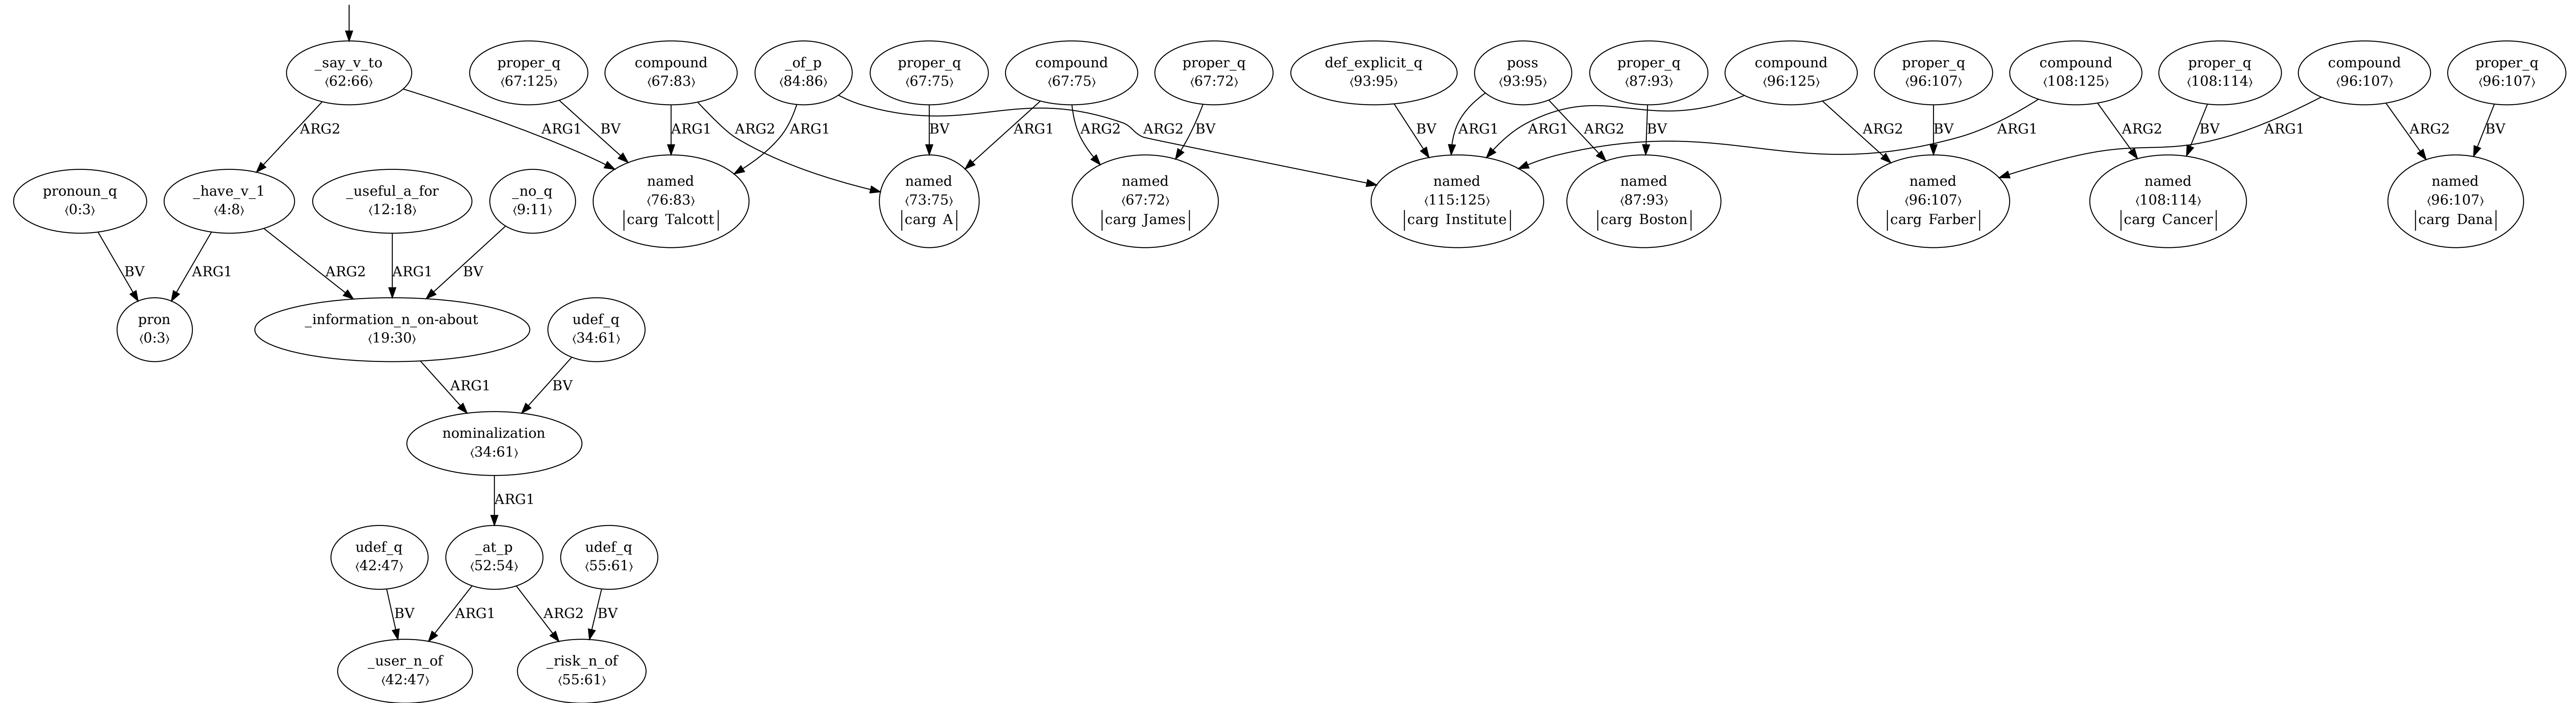 _say_v_to
⟨62:66⟩
proper_q
⟨67:125⟩
compound
⟨67:83⟩
_of_p
⟨84:86⟩
proper_q
⟨67:75⟩
compound
⟨67:75⟩
proper_q
⟨67:72⟩
def_explicit_q
⟨93:95⟩
poss
⟨93:95⟩
proper_q
⟨87:93⟩
compound
⟨96:125⟩
proper_q
⟨96:107⟩
compound
⟨108:125⟩
proper_q
⟨108:114⟩
compound
⟨96:107⟩
proper_q
⟨96:107⟩
ARG2
ARG1
BV
ARG1
ARG2
ARG1
BV
ARG1
ARG2
BV
ARG2
BV
ARG1
ARG2
BV
ARG1
ARG2
BV
ARG1
ARG2
BV
ARG1
ARG2
BV
pronoun_q
⟨0:3⟩
_have_v_1
⟨4:8⟩
_useful_a_for
⟨12:18⟩
_no_q
⟨9:11⟩
named
⟨76:83⟩
|carg Talcott|
named
⟨73:75⟩
|carg A|
named
⟨67:72⟩
|carg James|
named
⟨115:125⟩
|carg Institute|
named
⟨87:93⟩
|carg Boston|
named
⟨96:107⟩
|carg Farber|
named
⟨108:114⟩
|carg Cancer|
named
⟨96:107⟩
|carg Dana|
BV
ARG1
ARG2
ARG1
BV
pron
⟨0:3⟩
_information_n_on-about
⟨19:30⟩
udef_q
⟨34:61⟩
ARG1
BV
nominalization
⟨34:61⟩
ARG1
udef_q
⟨42:47⟩
_at_p
⟨52:54⟩
udef_q
⟨55:61⟩
BV
ARG1
ARG2
BV
_user_n_of
⟨42:47⟩
_risk_n_of
⟨55:61⟩